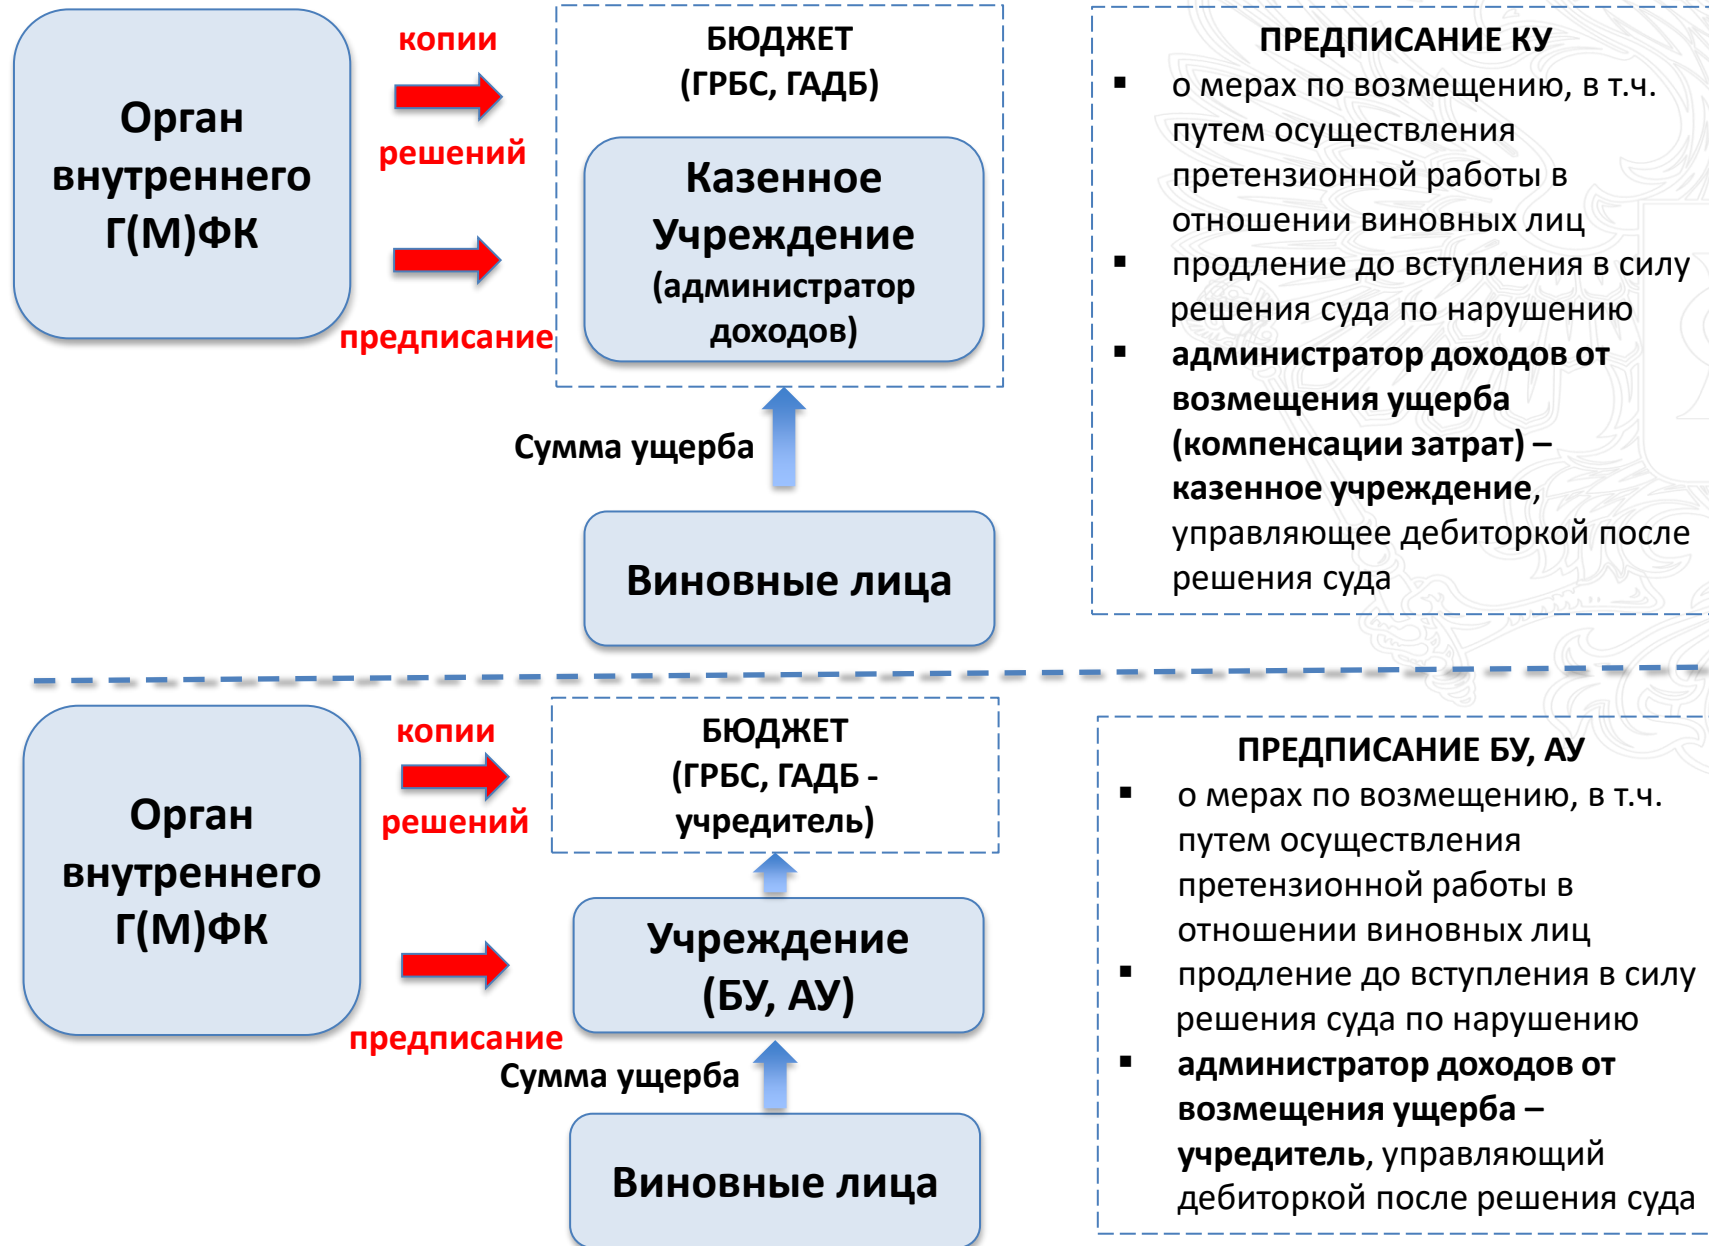 Орган
внутреннего
Г(М)ФК
копии
решений
предписание
БЮДЖЕТ
(ГРБС, ГАДБ)
Казенное
Учреждение
(администратор
доходов)
Сумма ущерба
Виновные лица
ПРЕДПИСАНИЕ КУ
▪ о мерах по возмещению, в т.ч.
путем осуществления
претензионной работы в
отношении виновных лиц
▪ продление до вступления в силу
решения суда по нарушению
▪ администратор доходов от
возмещения ущерба
(компенсации затрат) –
казенное учреждение,
управляющее дебиторкой после
решения суда
Орган
внутреннего
Г(М)ФК
копии
решений
предписание
БЮДЖЕТ
(ГРБС, ГАДБ -
учредитель)
Учреждение
(БУ, АУ)
Сумма ущерба
Виновные лица
ПРЕДПИСАНИЕ БУ, АУ
▪ о мерах по возмещению, в т.ч.
путем осуществления
претензионной работы в
отношении виновных лиц
▪ продление до вступления в силу
решения суда по нарушению
▪ администратор доходов от
возмещения ущерба –
учредитель, управляющий
дебиторкой после решения суда